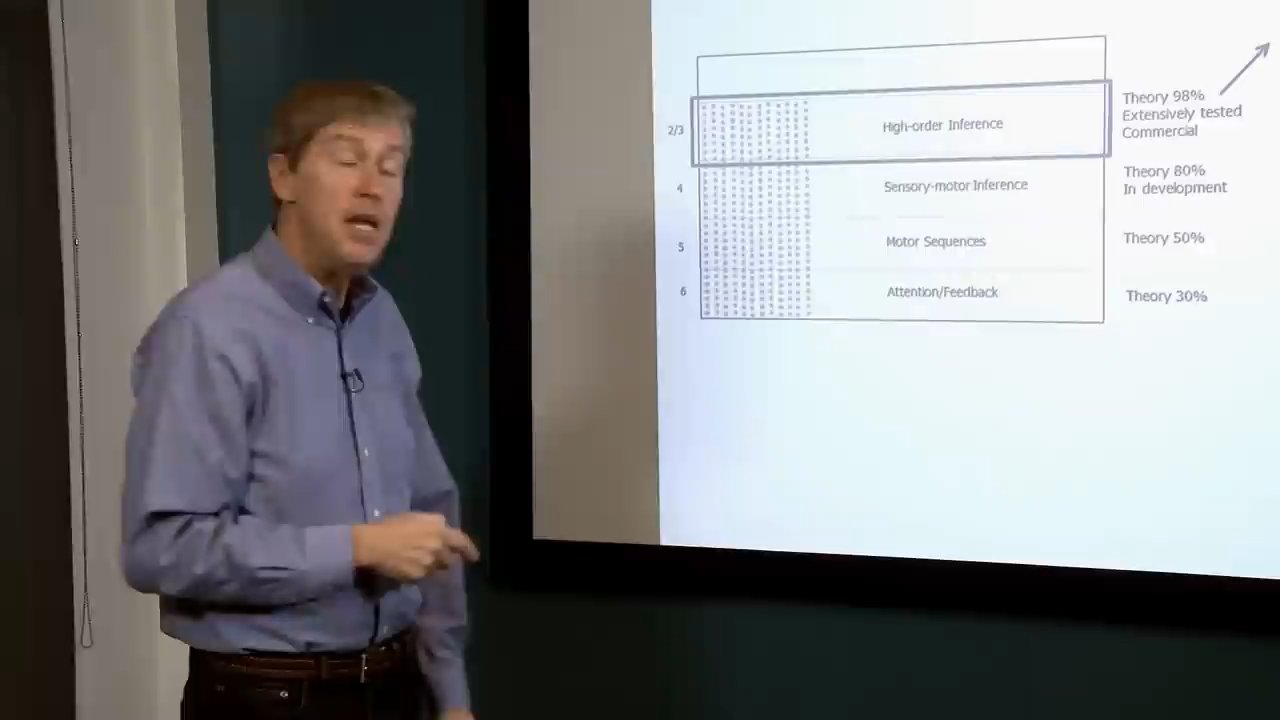 2/3
High-order Inference
Theory 98%
Extensively tested
Commercial
4
Sensory-motor Inference
Theory 80%
In development
5
Motor Sequences
Theory 50%
6
Attention/Feedback
Theory 30%